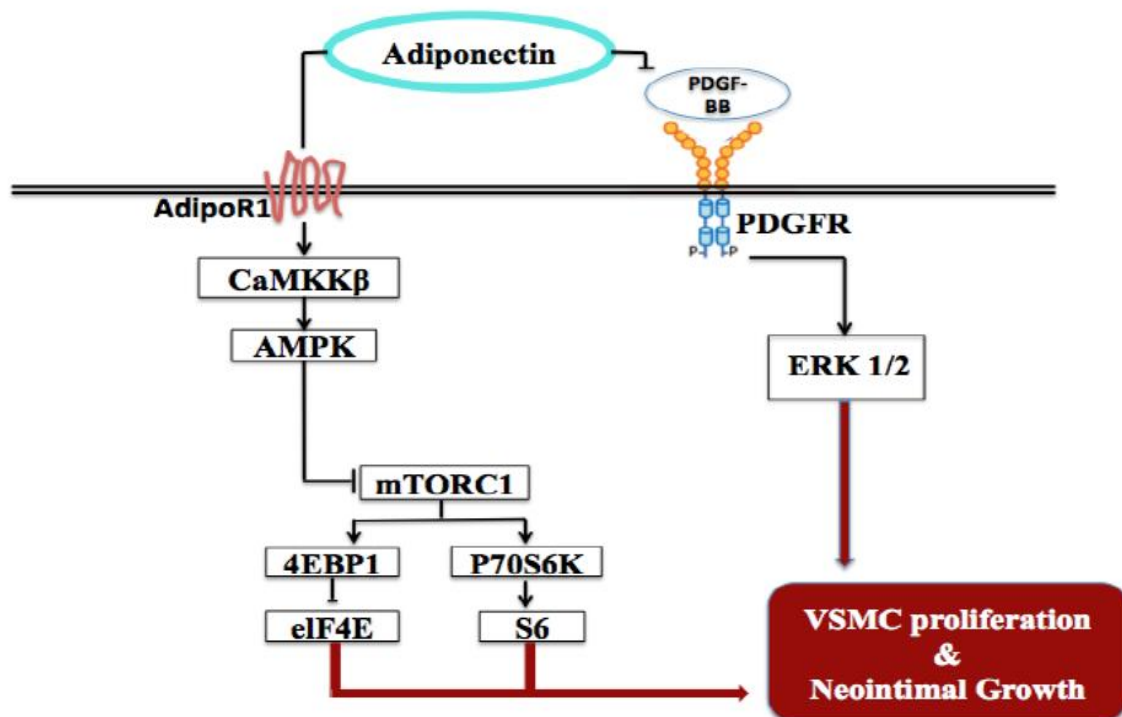 Adiponectin
PDGF-
BB
AdipoR1
PDGFR
P-
-P
CaMKKβ
AMPK
ERK 1/2
mTORC1
4EBP1
P70S6K
eIF4E
S6
VSMC proliferation
&
Neointimal Growth